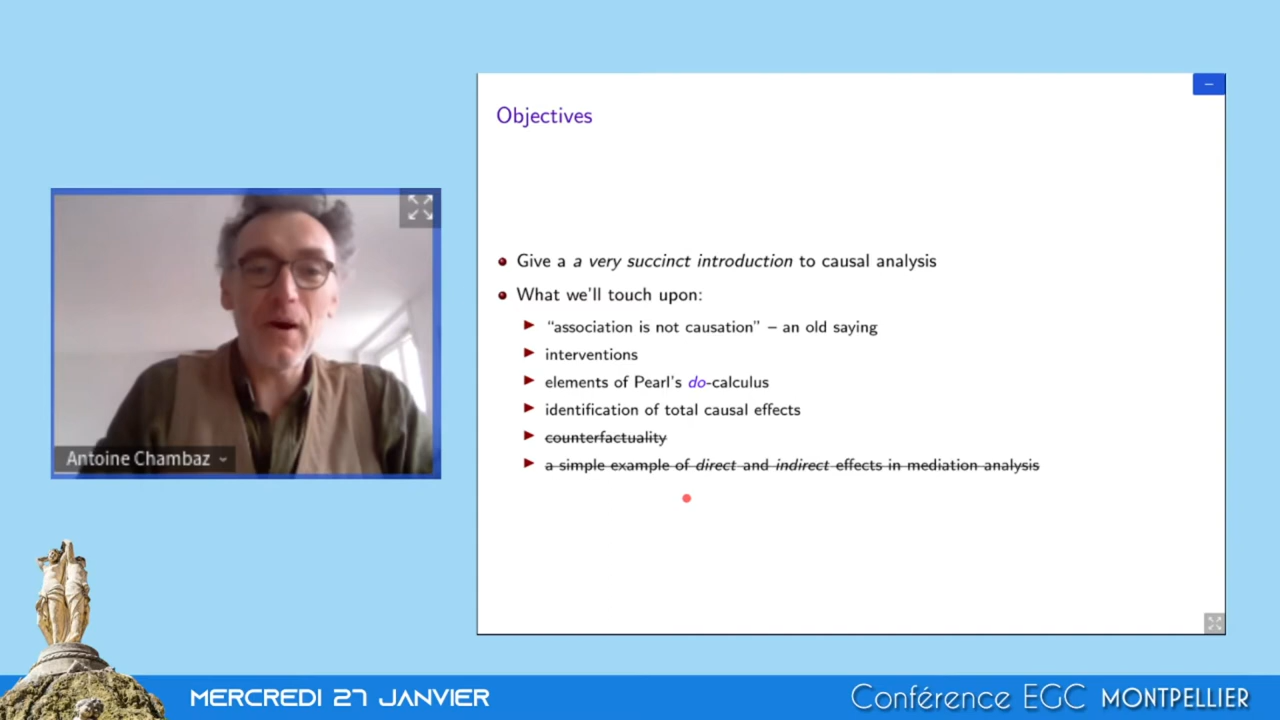 Objectives
Give a a very succinct introduction to causal analysis
What we'll touch upon:
“association is not causation” – an old saying
interventions
elements of Pearl's do-calculus
identification of total causal effects
counterfactuality
a simple example of direct and indirect effects in mediation analysis
Antoine Chambaz
MERCREDI 27 JANVIER
Conférence EGC MONTPELLIER